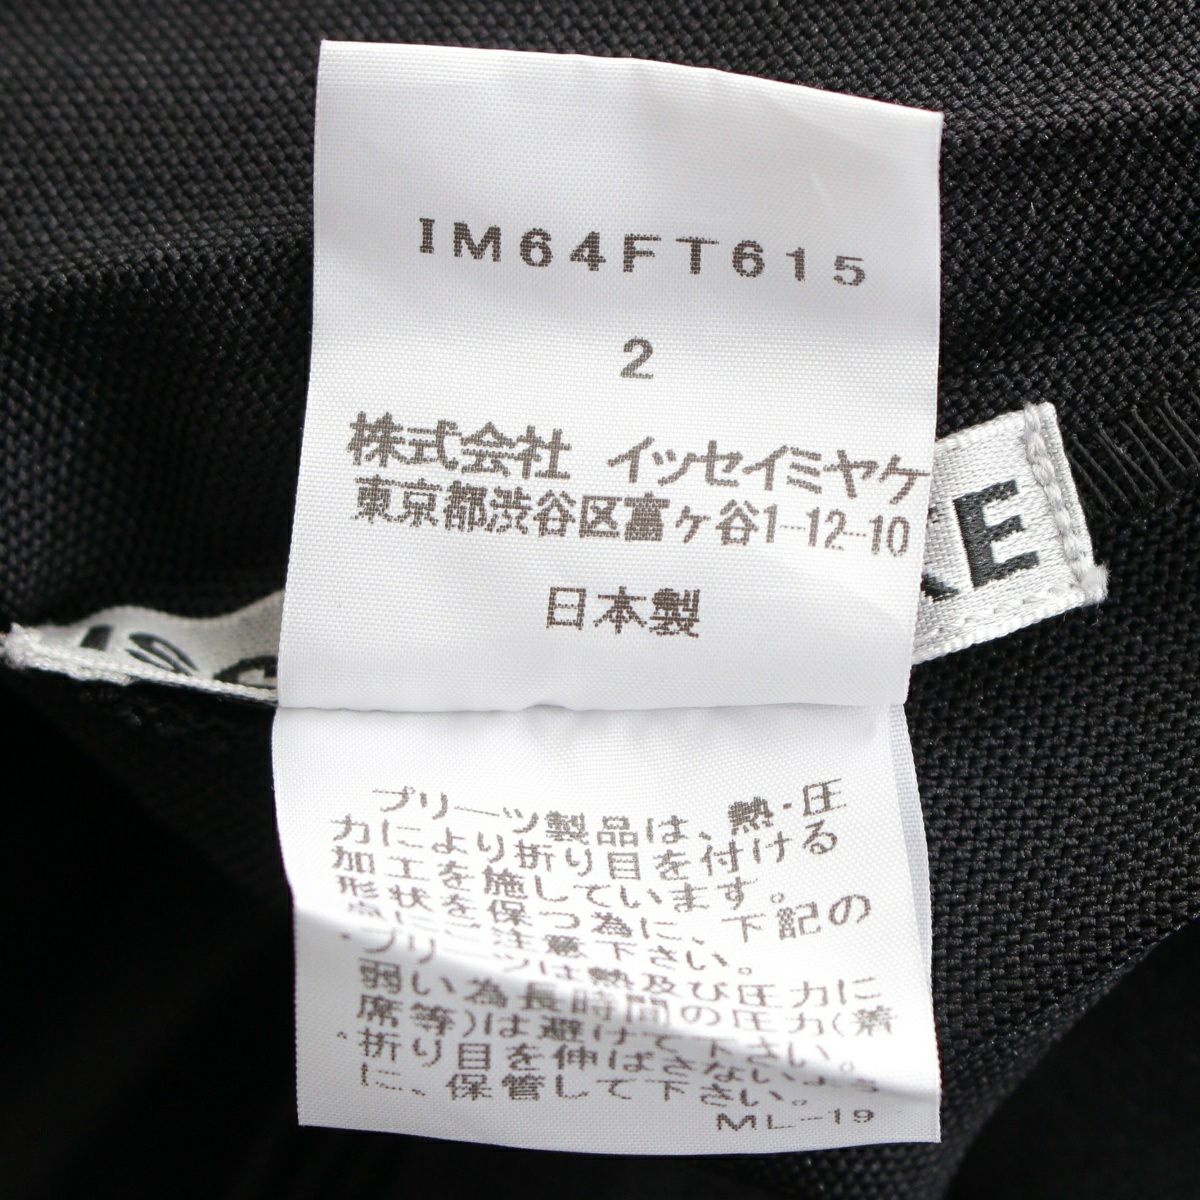 IM64FT615
2
株式会社 イッセイミヤケ
東京都渋谷区富ヶ谷1-12-10
日本製
プリーツ製品は、熱・圧
力により折り目を付ける
加工を施しています。
形状を保つ為に、下記の
点にご注意下さい。
・プリーツは熱及び圧力に
弱い為長時間の圧力(着
席等)は避けて下さい。
・折り目を伸ばさないよう
に、保管して下さい。
ML-19
IS
KE